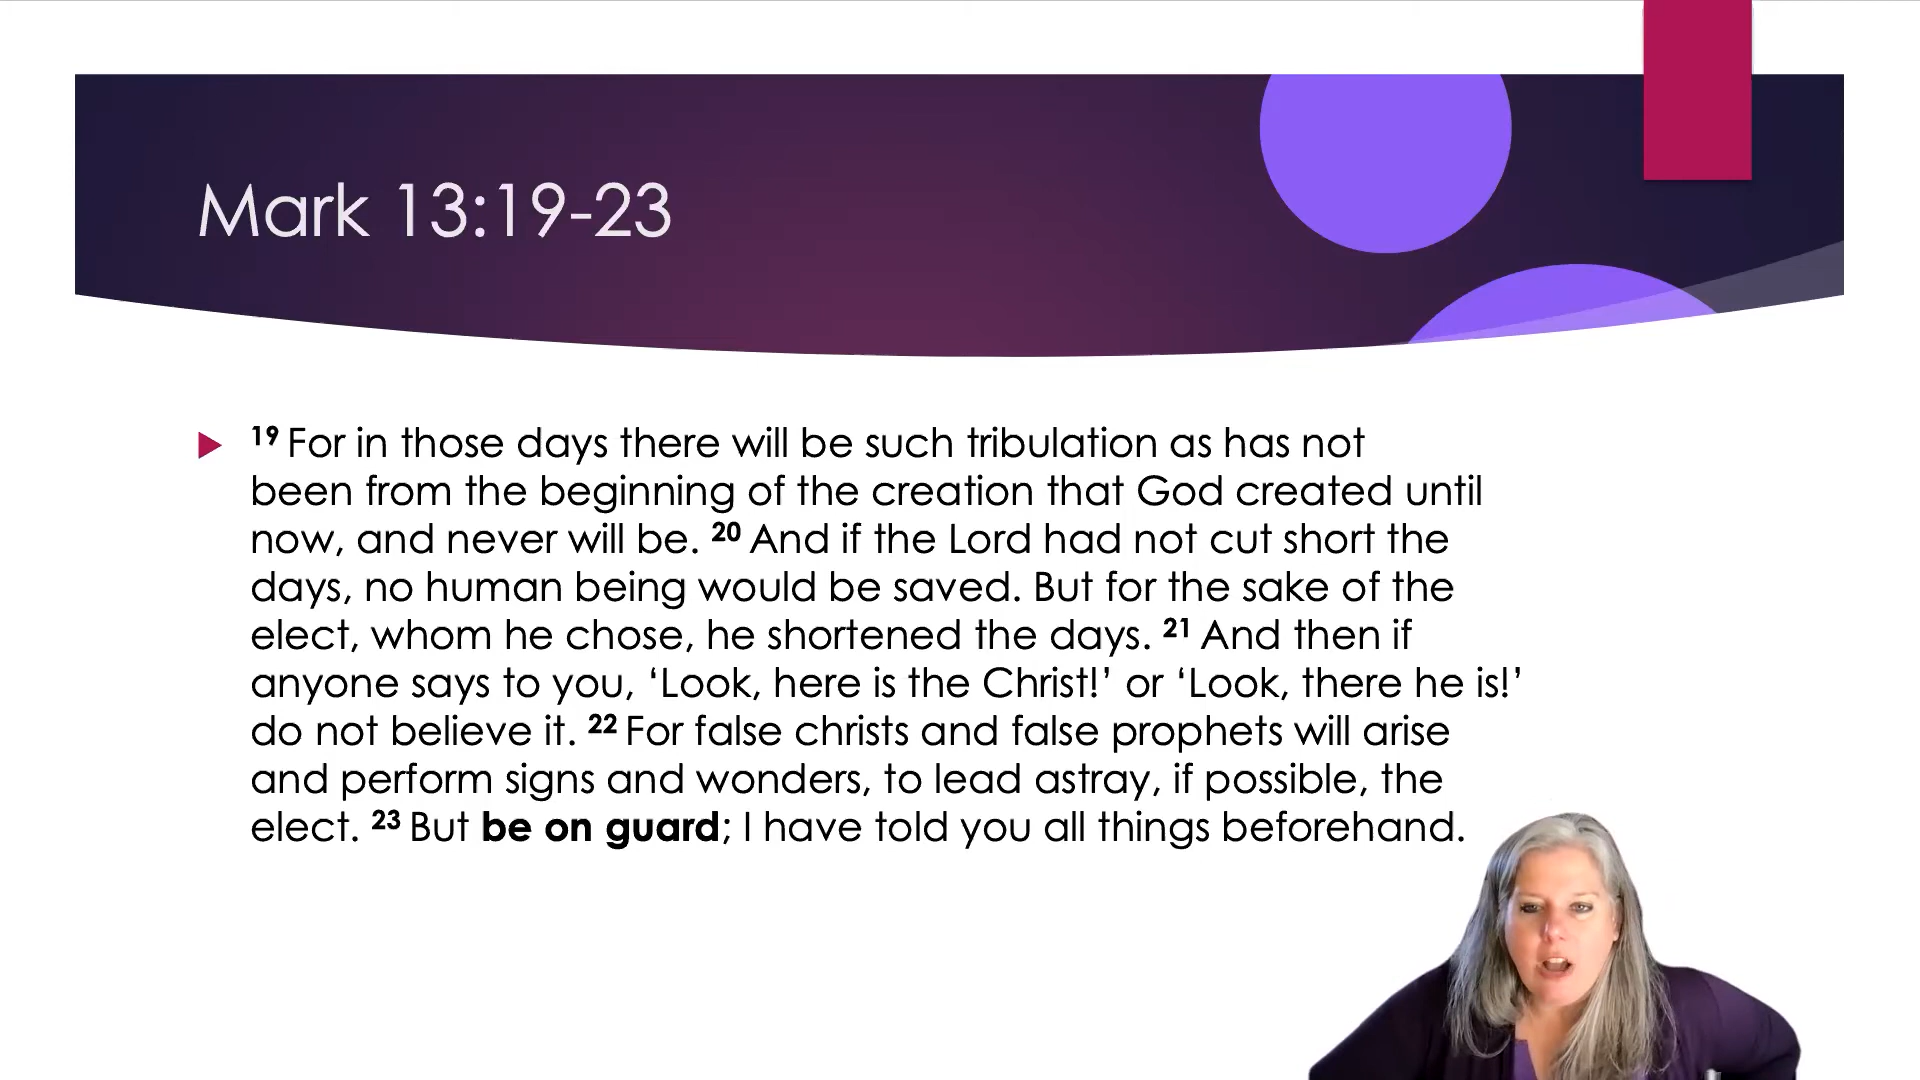 Mark 13:19-23
19 For in those days there will be such tribulation as has not
been from the beginning of the creation that God created until
now, and never will be. 20 And if the Lord had not cut short the
days, no human being would be saved. But for the sake of the
elect, whom he chose, he shortened the days. 21 And then if
anyone says to you, ‘Look, here is the Christ!’ or ‘Look, there he is!’
do not believe it. 22 For false christs and false prophets will arise
and perform signs and wonders, to lead astray, if possible, the
elect. 23 But be on guard; I have told you all things beforehand.